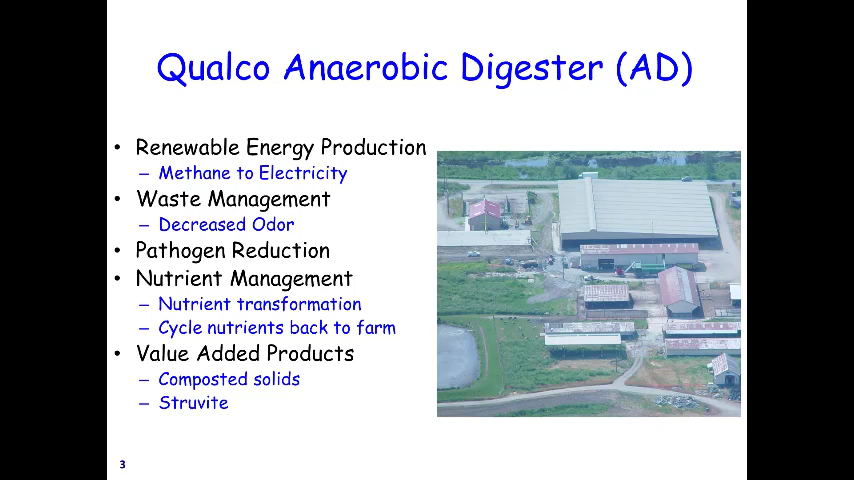 Qualco Anaerobic Digester (AD)
• Renewable Energy Production
– Methane to Electricity
• Waste Management
– Decreased Odor
• Pathogen Reduction
• Nutrient Management
– Nutrient transformation
– Cycle nutrients back to farm
• Value Added Products
– Composted solids
– Struvite
3